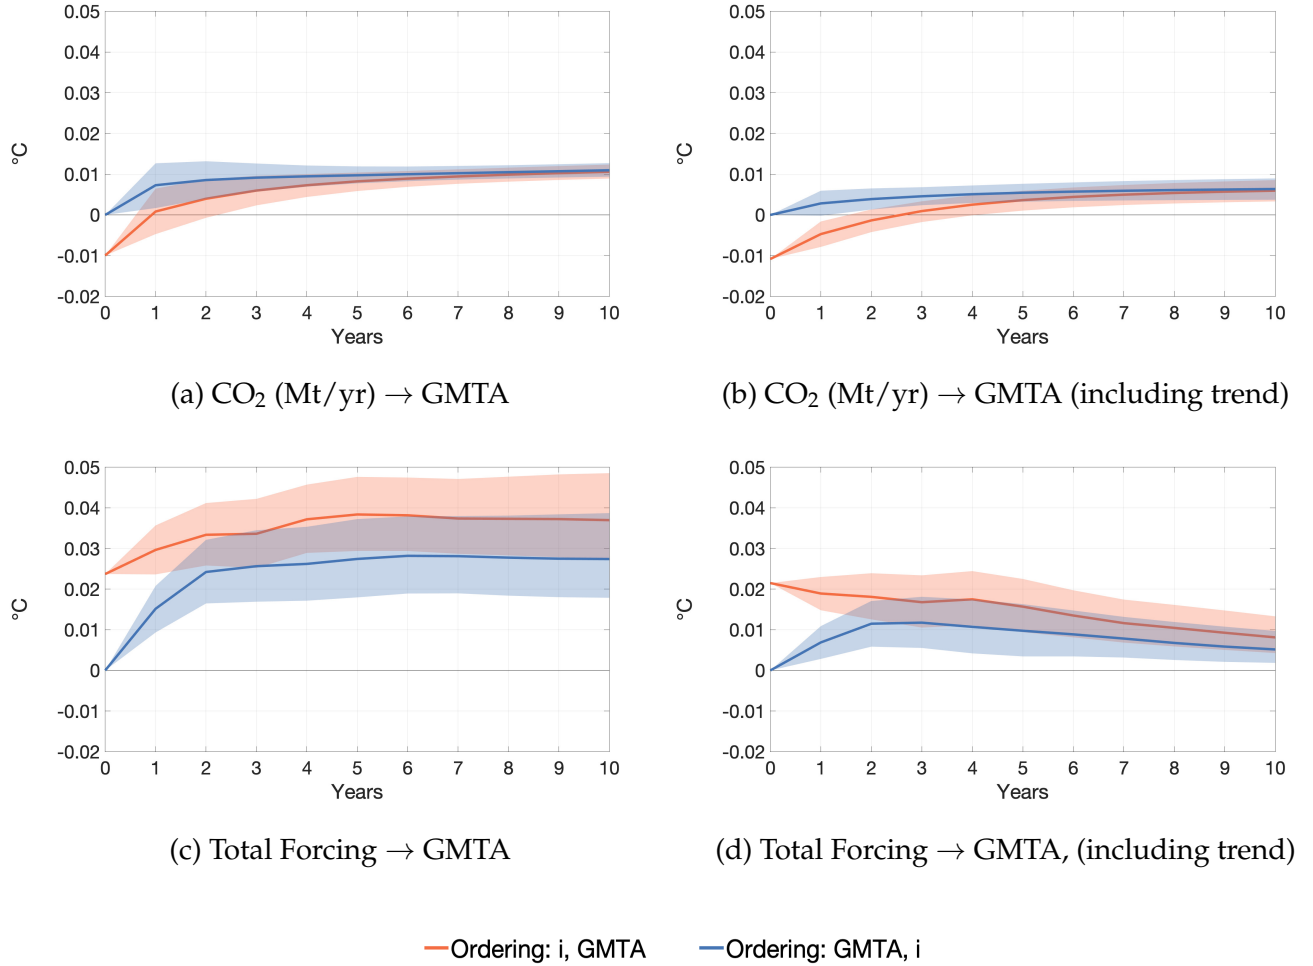 0.05
0.04
0.03
0.02
0.01
0
-0.01
-0.02
°C
0 1 2 3 4 5 6 7 8 9 10
Years
(a) CO₂ (Mt/yr) → GMTA
0.05
0.04
0.03
0.02
0.01
0
-0.01
-0.02
°C
0 1 2 3 4 5 6 7 8 9 10
Years
(b) CO₂ (Mt/yr) → GMTA (including trend)
0.05
0.04
0.03
0.02
0.01
0
-0.01
-0.02
°C
0 1 2 3 4 5 6 7 8 9 10
Years
(c) Total Forcing → GMTA
0.05
0.04
0.03
0.02
0.01
0
-0.01
-0.02
°C
0 1 2 3 4 5 6 7 8 9 10
Years
(d) Total Forcing → GMTA, (including trend)
Ordering: i, GMTA
Ordering: GMTA, i